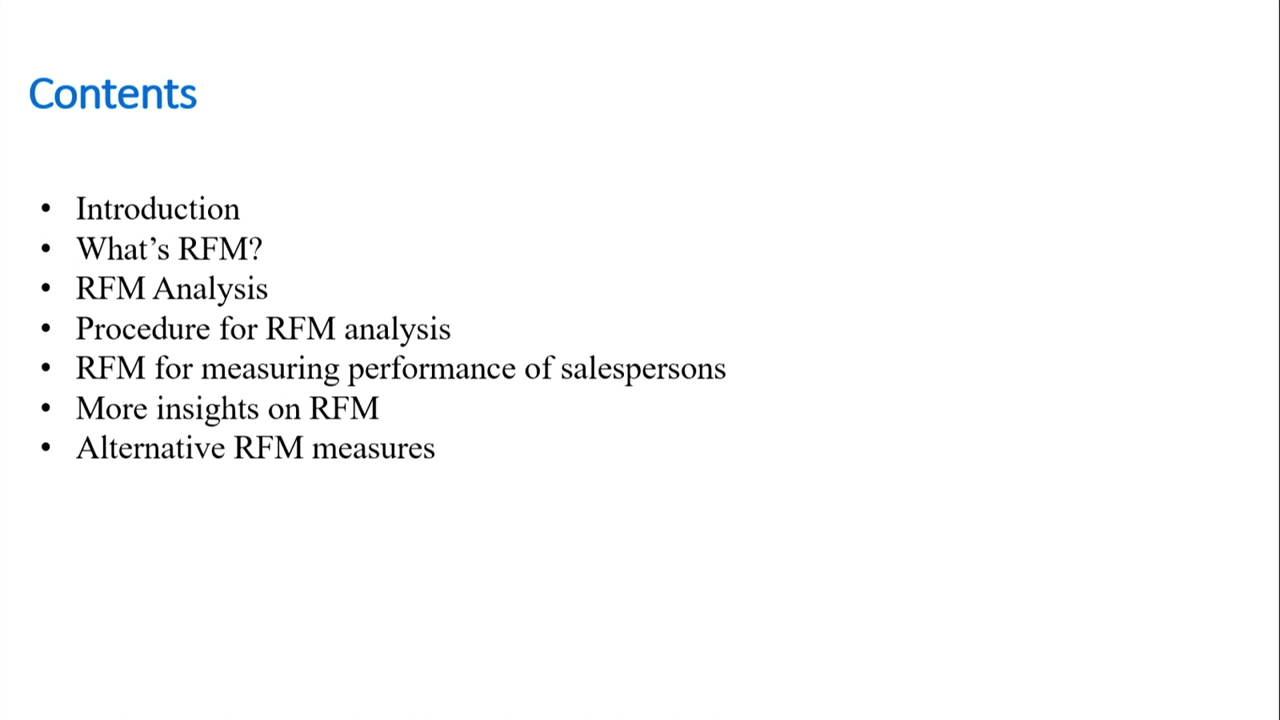 Contents
• Introduction
• What’s RFM?
• RFM Analysis
• Procedure for RFM analysis
• RFM for measuring performance of salespersons
• More insights on RFM
• Alternative RFM measures